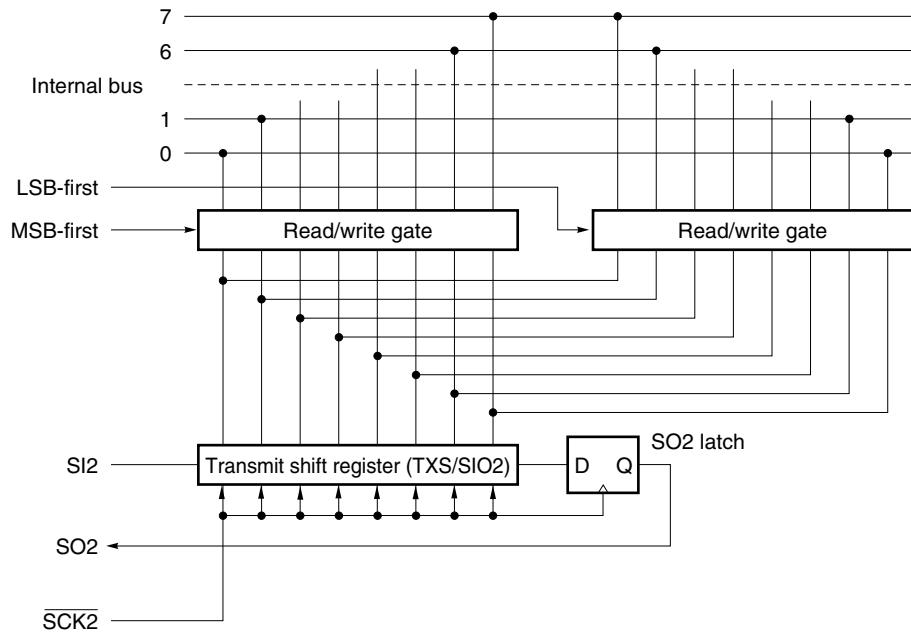 7
6
Internal bus
1
0
LSB-first
MSB-first
Read/write gate
Read/write gate
SO2 latch
SI2
Transmit shift register (TXS/SIO2)
D
Q
SO2
SCK2